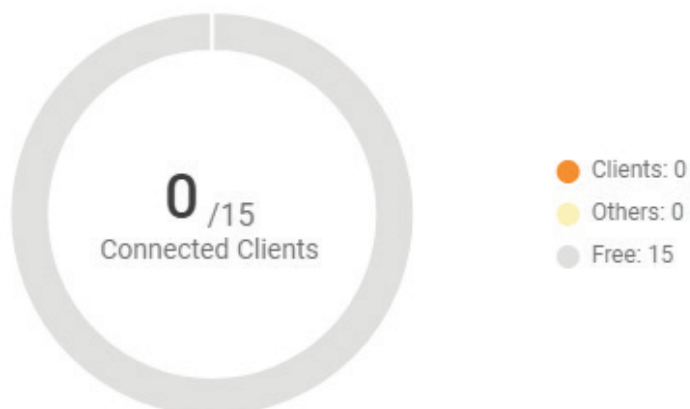 0 /15
Connected Clients
Clients: 0
Others: 0
Free: 15